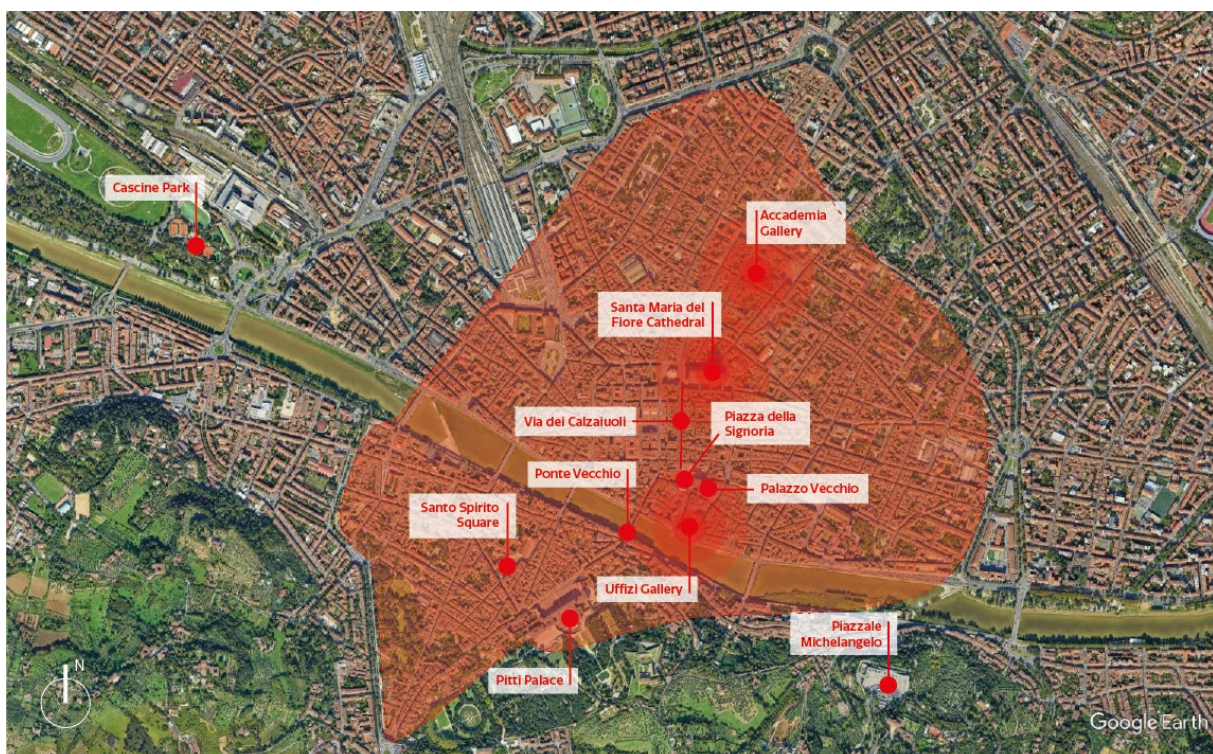 Cascine Park
Accademia
Gallery
Santa Maria del
Fiore Cathedral
Via dei Calzaiuoli
Piazza della
Signoria
Ponte Vecchio
Palazzo Vecchio
Santo Spirito
Square
Uffizi Gallery
Piazzale
Michelangelo
Pitti Palace
N
Google Earth